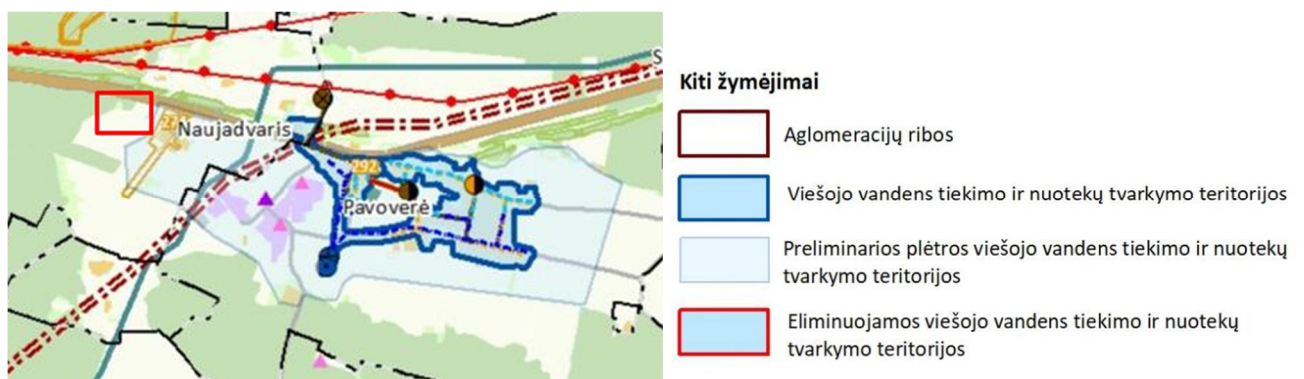 Naujadvaris
292
Pavoverė
S
Kiti žymėjimai
Aglomeracijų ribos
Viešojo vandens tiekimo ir nuotekų tvarkymo teritorijos
Preliminarios plėtros viešojo vandens tiekimo ir nuotekų
tvarkymo teritorijos
Eliminuojamos viešojo vandens tiekimo ir nuotekų
tvarkymo teritorijos